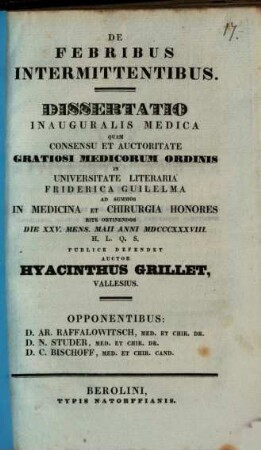 17.
DE
FEBRIBUS
INTERMITTENTIBUS.
DISSERTATIO
INAUGURALIS MEDICA
QUAM
CONSENSU ET AUCTORITATE
GRATIOSI MEDICORUM ORDINIS
IN
UNIVERSITATE LITERARIA
FRIDERICA GUILELMA
AD SUMMOS
IN MEDICINA ET CHIRURGIA HONORES
RITE OBTINENDOS
DIE XXV. MENS. MAII ANNI MDCCCXXXVIII.
H. L. Q. S.
PUBLICE DEFENDET
AUCTOR
HYACINTHUS GRILLET,
VALLESIUS.
OPPONENTIBUS:
D. AR. RAFFALOWITSCH, MED. ET CHIR. DR.
D. N. STUDER, MED. ET CHIR. DR.
D. C. BISCHOFF, MED. ET CHIR. CAND.
BEROLINI,
TYPIS NATORFFIANIS.